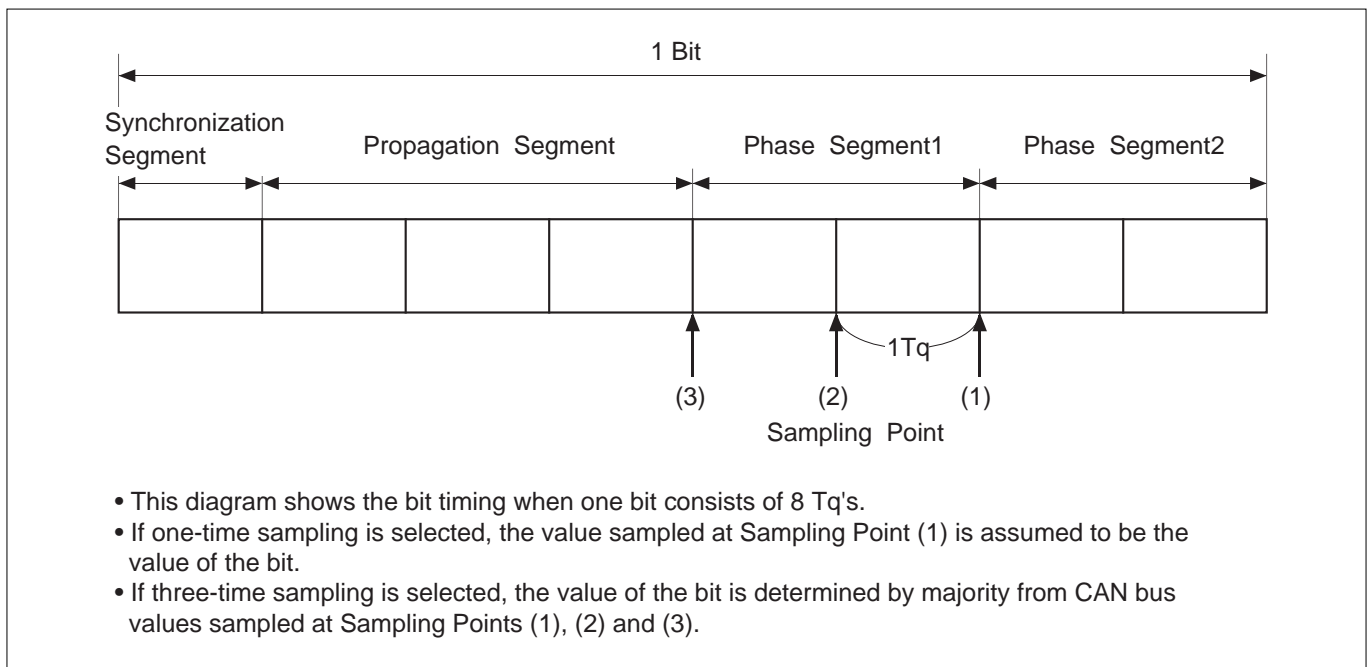 1 Bit
Synchronization
Segment
Propagation Segment
Phase Segment1
Phase Segment2
1Tq
(3)
(2)
(1)
Sampling Point
• This diagram shows the bit timing when one bit consists of 8 Tq's.
• If one-time sampling is selected, the value sampled at Sampling Point (1) is assumed to be the
value of the bit.
• If three-time sampling is selected, the value of the bit is determined by majority from CAN bus
values sampled at Sampling Points (1), (2) and (3).